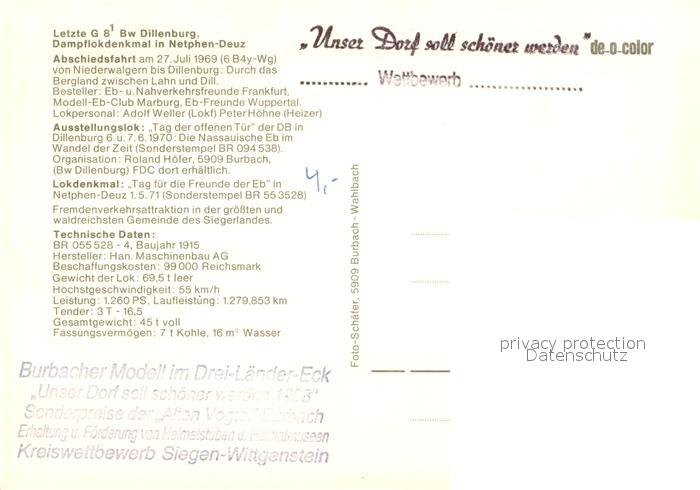 Letzte G 8¹ Bw Dillenburg,
Dampflokdenkmal in Netphen-Deuz
Abschiedsfahrt am 27. Juli 1969 (6 B4y-Wg)
von Niederwalgern bis Dillenburg: Durch das
Bergland zwischen Lahn und Dill.
Besteller: Eb- u. Nahverkehrsfreunde Frankfurt,
Modell-Eb-Club Marburg, Eb-Freunde Wuppertal.
Lokpersonal: Adolf Weller (Lokf) Peter Höhne (Heizer)
Ausstellungslok: „Tag der offenen Tür" der DB in
Dillenburg 6. u. 7. 6. 1970: Die Nassauische Eb im
Wandel der Zeit (Sonderstempel BR 094 538).
Organisation: Roland Höfer, 5909 Burbach,
(Bw Dillenburg) FDC dort erhältlich.
Lokdenkmal: „Tag für die Freunde der Eb" in
Netphen-Deuz 1. 5. 71 (Sonderstempel BR 55 3528)
Fremdenverkehrsattraktion in der größten und
waldreichsten Gemeinde des Siegerlandes.
Technische Daten:
BR 055 528 - 4, Baujahr 1915
Hersteller: Han. Maschinenbau AG
Beschaffungskosten: 99 000 Reichsmark
Gewicht der Lok: 69,5 t leer
Höchstgeschwindigkeit: 55 km/h
Leistung: 1.260 PS, Laufleistung: 1.279,853 km
Tender: 3 T - 16,5
Gesamtgewicht: 45 t voll
Fassungsvermögen: 7 t Kohle, 16 m³ Wasser
Burbacher Modell im Drei-Länder-Eck
„Unser Dorf soll schöner werden"
Sonderpreise der „Alten Vogtei" Burbach
Erhaltung u. Förderung von Heimatstuben u. Heimatmuseen
Kreiswettbewerb Siegen-Wittgenstein
4,-
Foto-Schäfer, 5909 Burbach - Wahlbach
„Unser Dorf soll schöner werden" de-o-color
Wettbewerb
privacy protection
Datenschutz